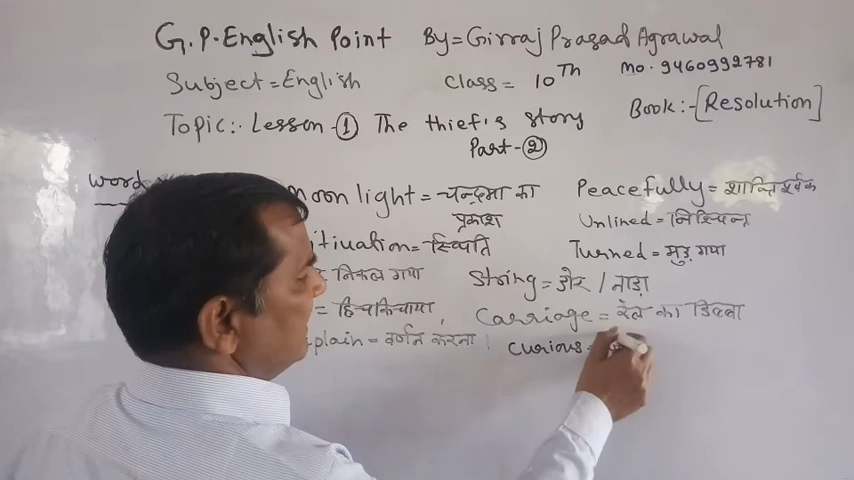 G.P. English Point By = Girraj Prasad Agrawal
Subject = English Class = 10Th Mo. 9460992781
Topic:- Lesson - 1 The thief's story Book:- [Resolution]
Part - 2
Word
Moon light = चन्द्रमा का प्रकाश Peacefully = शान्तिपूर्वक
Unlined = निश्चिन्त
ituation = स्थिति Turned = मुड़ गया
निकल गया String = डोर / नाड़ा
= हिचकिचाया, Carriage = रेल का डिब्बा
plain = वर्णन करना Curious =